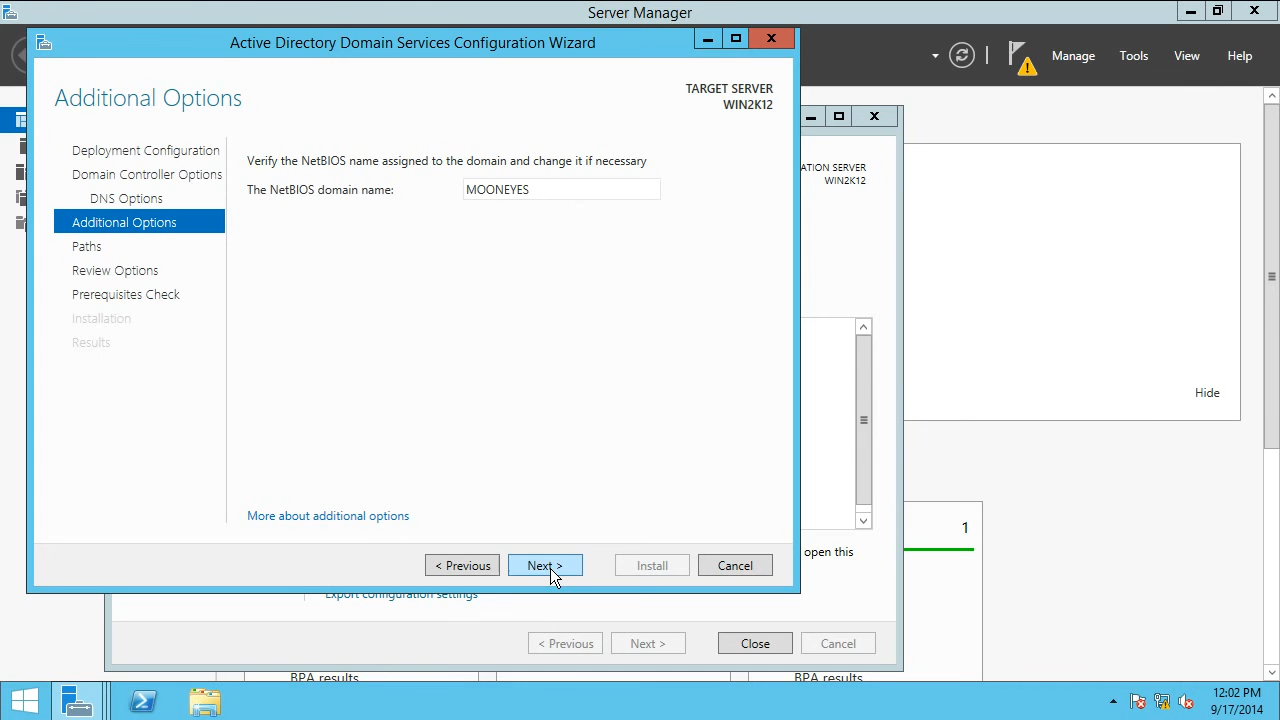 Server Manager
Active Directory Domain Services Configuration Wizard
Manage
Tools
View
Help
Additional Options
TARGET SERVER
WIN2K12
ATION SERVER
WIN2K12
Deployment Configuration
Domain Controller Options
DNS Options
Additional Options
Paths
Review Options
Prerequisites Check
Installation
Results
Verify the NetBIOS name assigned to the domain and change it if necessary
The NetBIOS domain name:
MOONEYES
Hide
More about additional options
1
open this
< Previous
Next >
Install
Cancel
Export configuration settings
< Previous
Next >
Close
Cancel
BPA results
BPA results
12:02 PM
9/17/2014